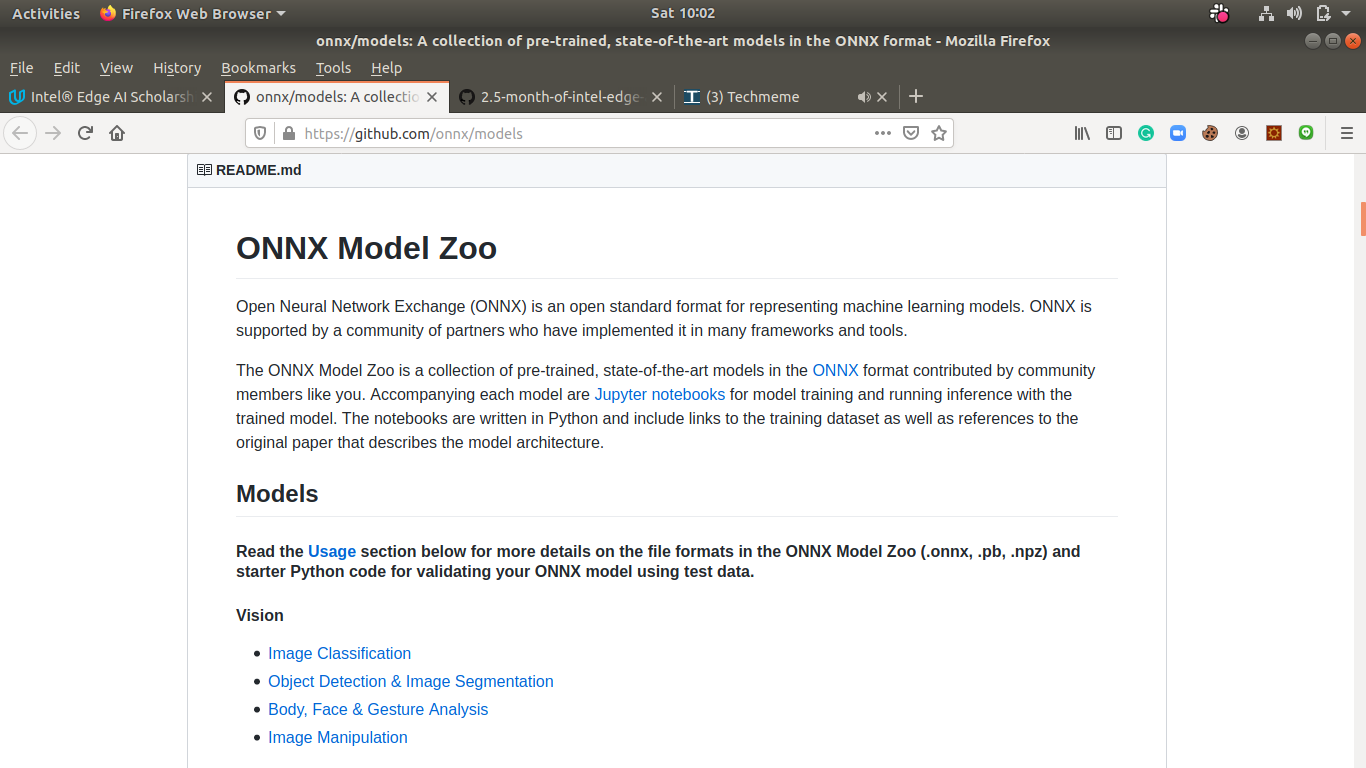 Activities
Firefox Web Browser
Sat 10:02
onnx/models: A collection of pre-trained, state-of-the-art models in the ONNX format - Mozilla Firefox
File Edit View History Bookmarks Tools Help
Intel® Edge AI Scholarsh
onnx/models: A collectio
2.5-month-of-intel-edge-
(3) Techmeme
https://github.com/onnx/models
README.md
ONNX Model Zoo
Open Neural Network Exchange (ONNX) is an open standard format for representing machine learning models. ONNX is
supported by a community of partners who have implemented it in many frameworks and tools.
The ONNX Model Zoo is a collection of pre-trained, state-of-the-art models in the ONNX format contributed by community
members like you. Accompanying each model are Jupyter notebooks for model training and running inference with the
trained model. The notebooks are written in Python and include links to the training dataset as well as references to the
original paper that describes the model architecture.
Models
Read the Usage section below for more details on the file formats in the ONNX Model Zoo (.onnx, .pb, .npz) and
starter Python code for validating your ONNX model using test data.
Vision
Image Classification
Object Detection & Image Segmentation
Body, Face & Gesture Analysis
Image Manipulation